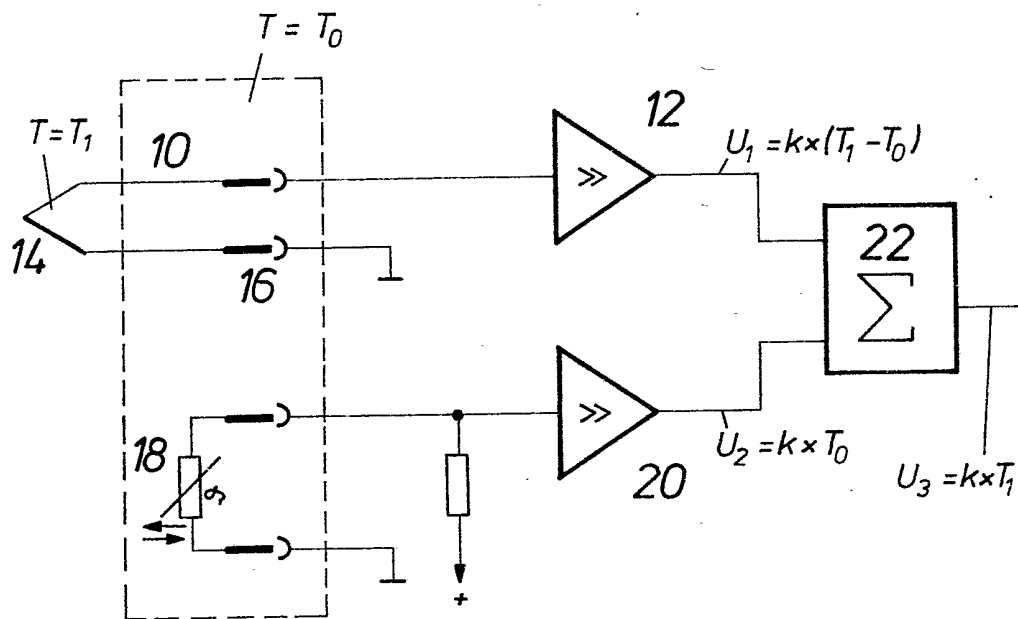 T = T₀
T = T₁
10
12
U₁ = k × (T₁ – T₀)
14
16
22
Σ
≫
18
ϑ
≫
20
U₂ = k × T₀
U₃ = k × T₁
+